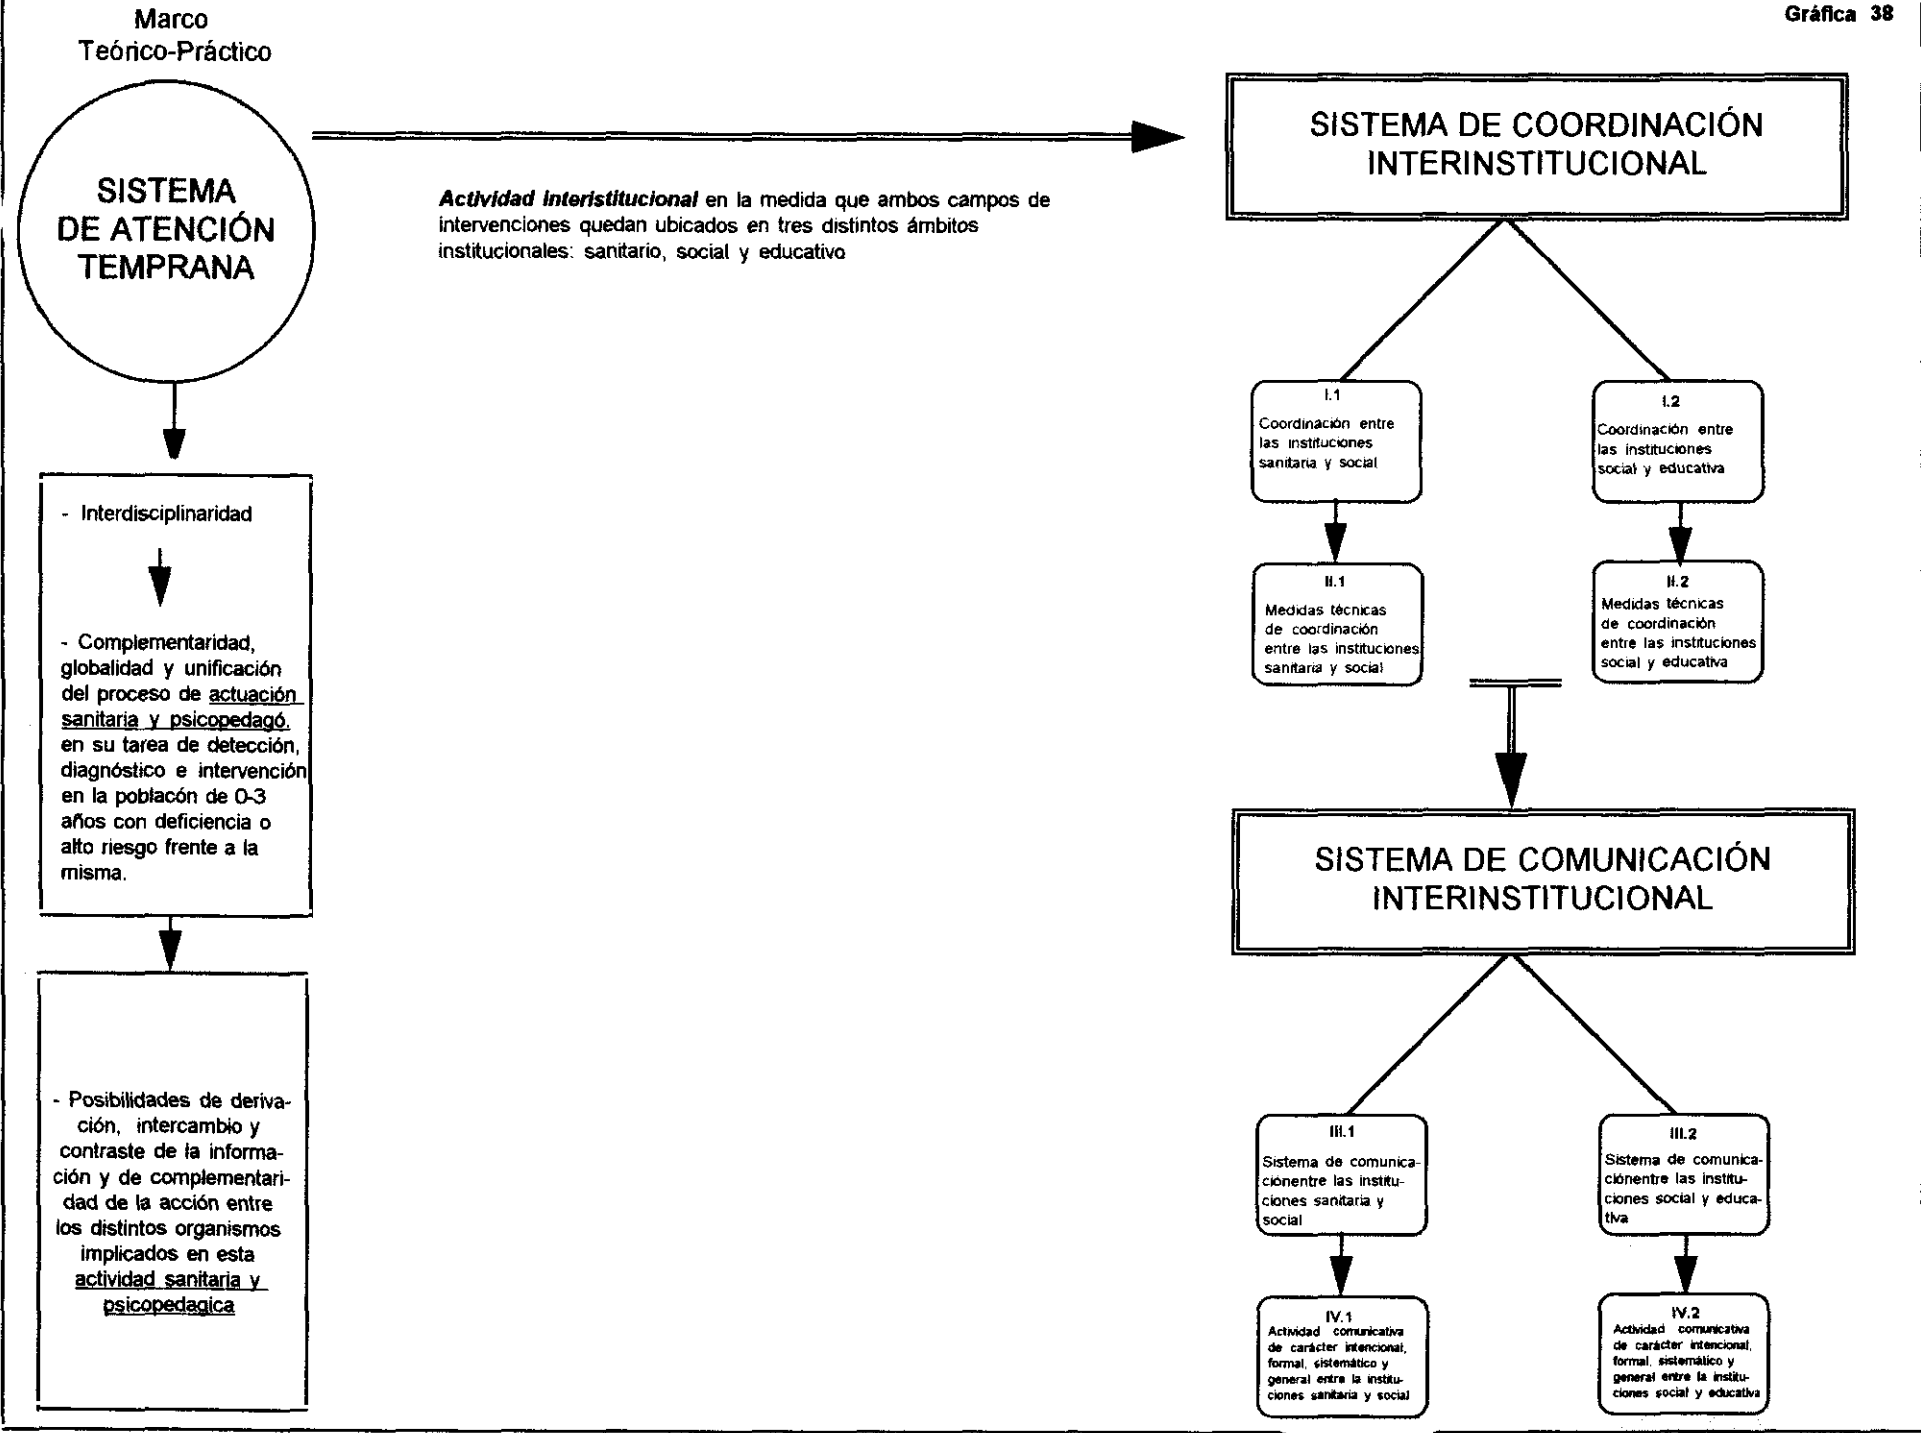 Marco
Teórico-Práctico
Gráfica 38
SISTEMA
DE ATENCIÓN
TEMPRANA
Actividad interistitucional en la medida que ambos campos de
intervenciones quedan ubicados en tres distintos ámbitos
institucionales: sanitario, social y educativo
SISTEMA DE COORDINACIÓN
INTERINSTITUCIONAL
I.1
Coordinación entre
las instituciones
sanitaria y social
I.2
Coordinación entre
las instituciones
social y educativa
II.1
Medidas técnicas
de coordinación
entre las instituciones
sanitaria y social
II.2
Medidas técnicas
de coordinación
entre las instituciones
social y educativa
- Interdisciplinaridad
- Complementaridad,
globalidad y unificación
del proceso de actuación
sanitaria y psicopedagó.
en su tarea de detección,
diagnóstico e intervención
en la poblacón de 0-3
años con deficiencia o
alto riesgo frente a la
misma.
- Posibilidades de deriva-
ción, intercambio y
contraste de la informa-
ción y de complementari-
dad de la acción entre
los distintos organismos
implicados en esta
actividad sanitaria y
psicopedagica
SISTEMA DE COMUNICACIÓN
INTERINSTITUCIONAL
III.1
Sistema de comunica-
ciónentre las institu-
ciones sanitaria y
social
III.2
Sistema de comunica-
ciónentre las institu-
ciones social y educa-
tiva
IV.1
Actividad comunicativa
de carácter intencional,
formal, sistemático y
general entre la institu-
ciones sanitaria y social
IV.2
Actividad comunicativa
de carácter intencional,
formal, sistemático y
general entre la institu-
ciones social y educativa